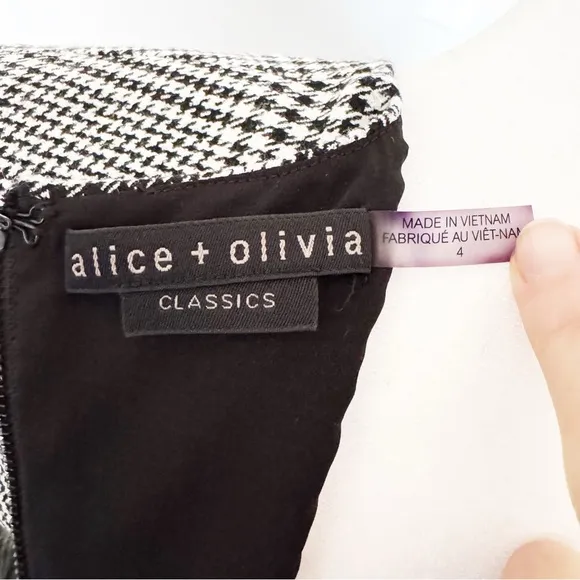 alice + olivia
CLASSICS
MADE IN VIETNAM
FABRIQUÉ AU VIÊT-NAM
4